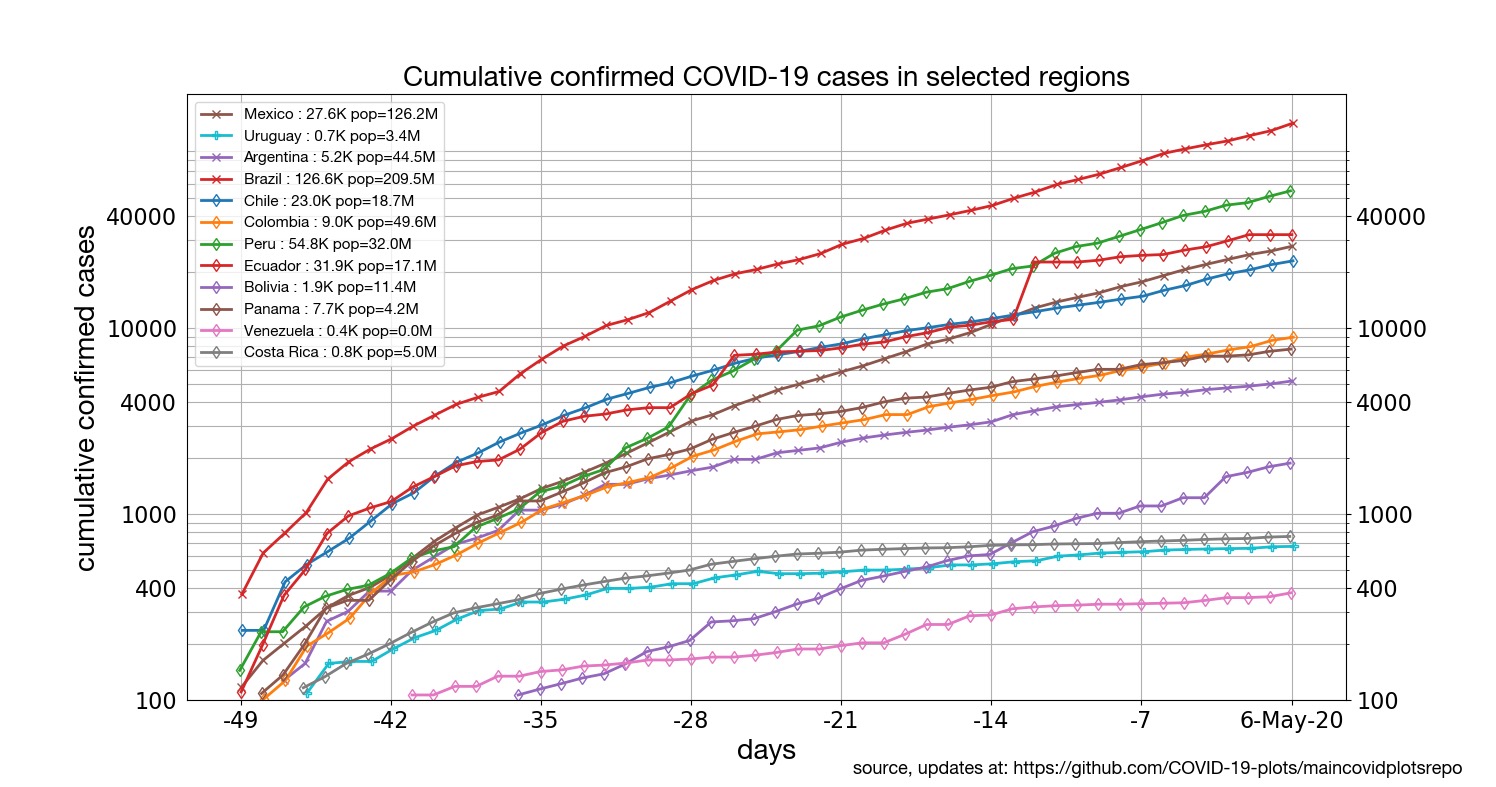 Cumulative confirmed COVID-19 cases in selected regions
Mexico : 27.6K pop=126.2M
Uruguay : 0.7K pop=3.4M
Argentina : 5.2K pop=44.5M
Brazil : 126.6K pop=209.5M
Chile : 23.0K pop=18.7M
Colombia : 9.0K pop=49.6M
Peru : 54.8K pop=32.0M
Ecuador : 31.9K pop=17.1M
Bolivia : 1.9K pop=11.4M
Panama : 7.7K pop=4.2M
Venezuela : 0.4K pop=0.0M
Costa Rica : 0.8K pop=5.0M
cumulative confirmed cases
40000
10000
4000
1000
400
100
40000
10000
4000
1000
400
100
-49 -42 -35 -28 -21 -14 -7 6-May-20
days
source, updates at: https://github.com/COVID-19-plots/maincovidplotsrepo